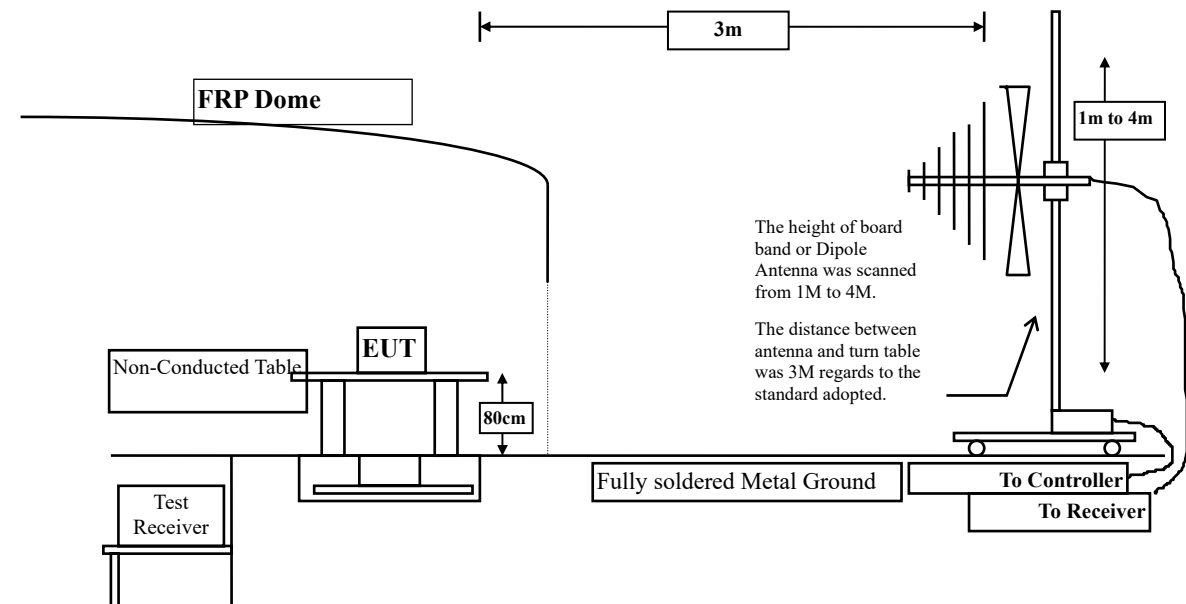 3m
FRP Dome
1m to 4m
The height of board
band or Dipole
Antenna was scanned
from 1M to 4M.
The distance between
antenna and turn table
was 3M regards to the
standard adopted.
EUT
Non-Conducted Table
80cm
Fully soldered Metal Ground
To Controller
To Receiver
Test
Receiver